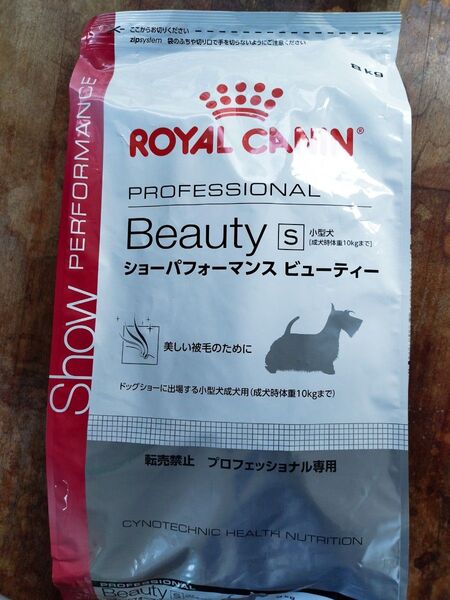 ここからお切りください
zipsystem 袋のふちや切り口で手を切らないようにご注意ください
8kg
ROYAL CANIN®
PROFESSIONAL
Beauty S 小型犬
[成犬時体重10kgまで]
ショーパフォーマンス ビューティー
Show PERFORMANCE
美しい被毛のために
ドッグショーに出場する小型犬成犬用(成犬時体重10kgまで)
転売禁止 プロフェッショナル専用
CYNOTECHNIC HEALTH NUTRITION
PROFESSIONAL
Beauty